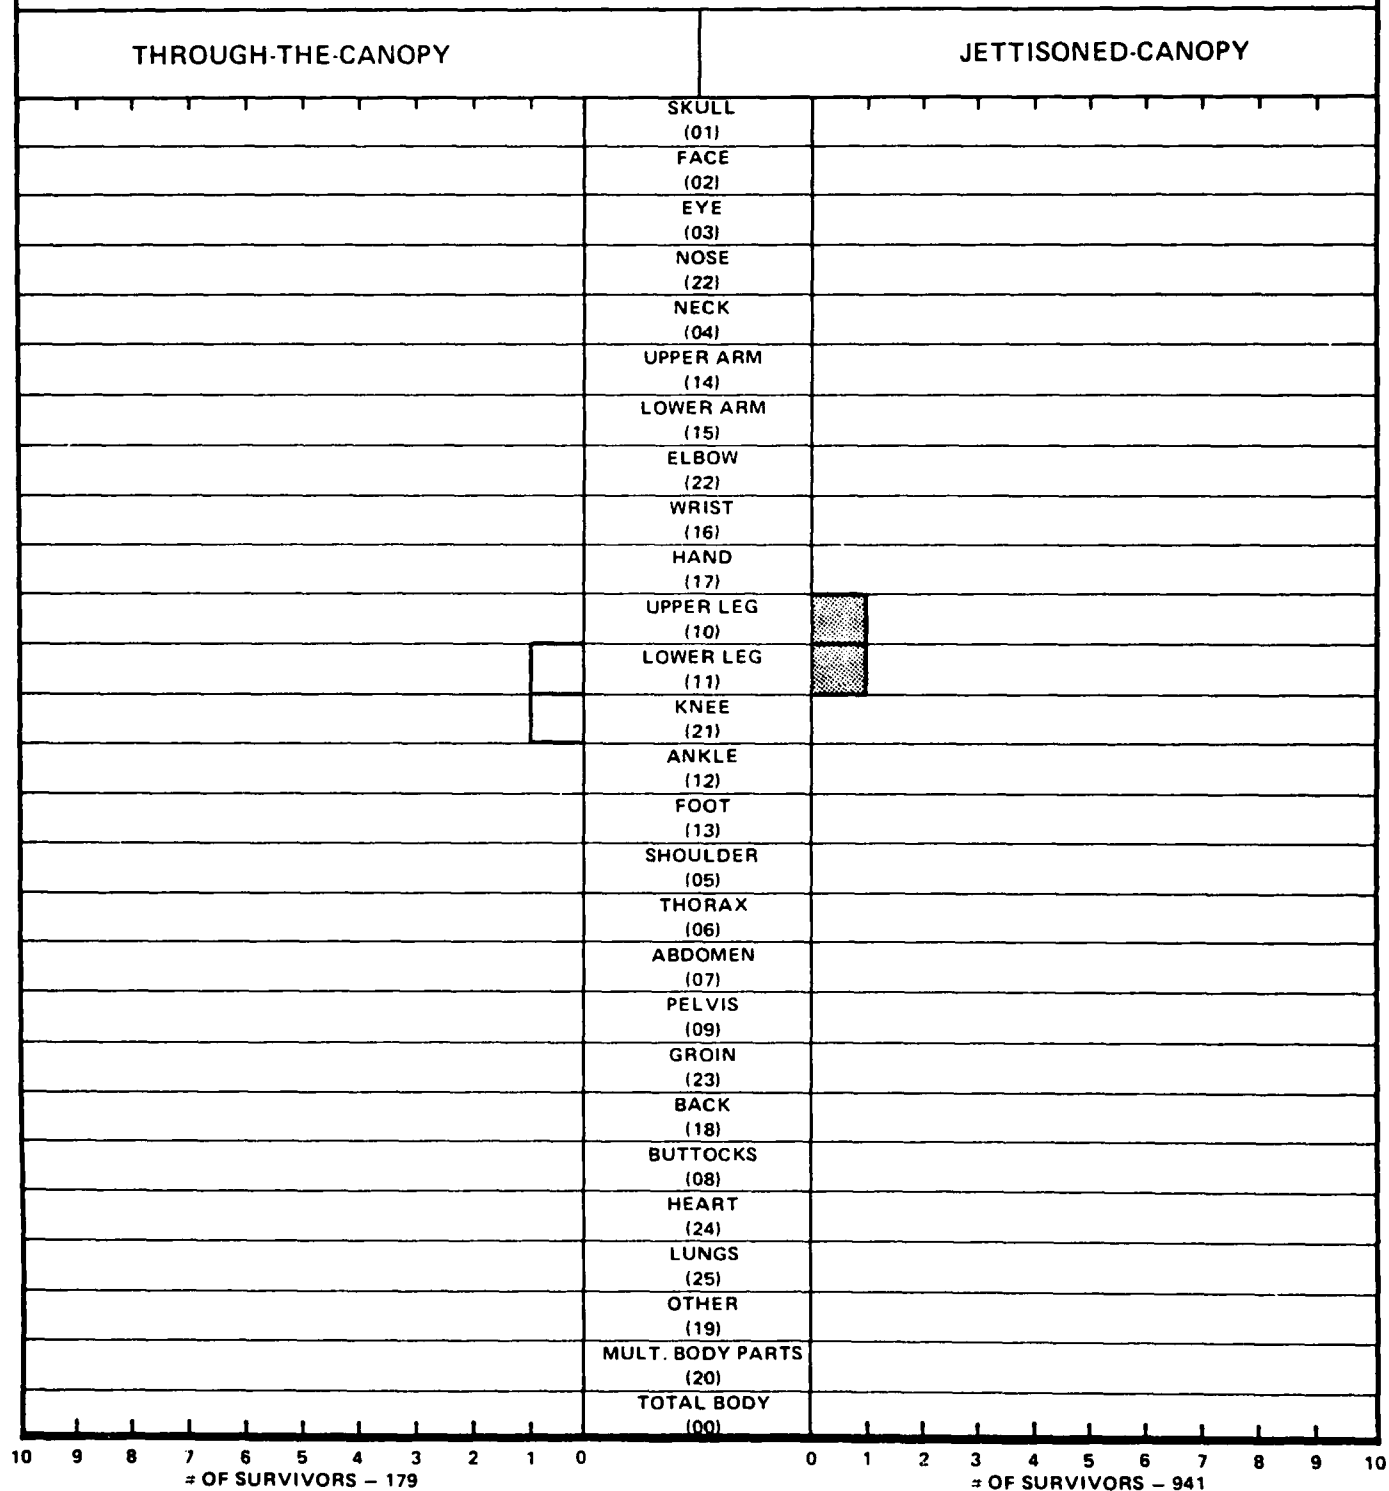 THROUGH-THE-CANOPY
JETTISONED-CANOPY
SKULL
(01)
FACE
(02)
EYE
(03)
NOSE
(22)
NECK
(04)
UPPER ARM
(14)
LOWER ARM
(15)
ELBOW
(22)
WRIST
(16)
HAND
(17)
UPPER LEG
(10)
LOWER LEG
(11)
KNEE
(21)
ANKLE
(12)
FOOT
(13)
SHOULDER
(05)
THORAX
(06)
ABDOMEN
(07)
PELVIS
(09)
GROIN
(23)
BACK
(18)
BUTTOCKS
(08)
HEART
(24)
LUNGS
(25)
OTHER
(19)
MULT. BODY PARTS
(20)
TOTAL BODY
(00)
10 9 8 7 6 5 4 3 2 1 0
0 1 2 3 4 5 6 7 8 9 10
# OF SURVIVORS – 179
# OF SURVIVORS – 941